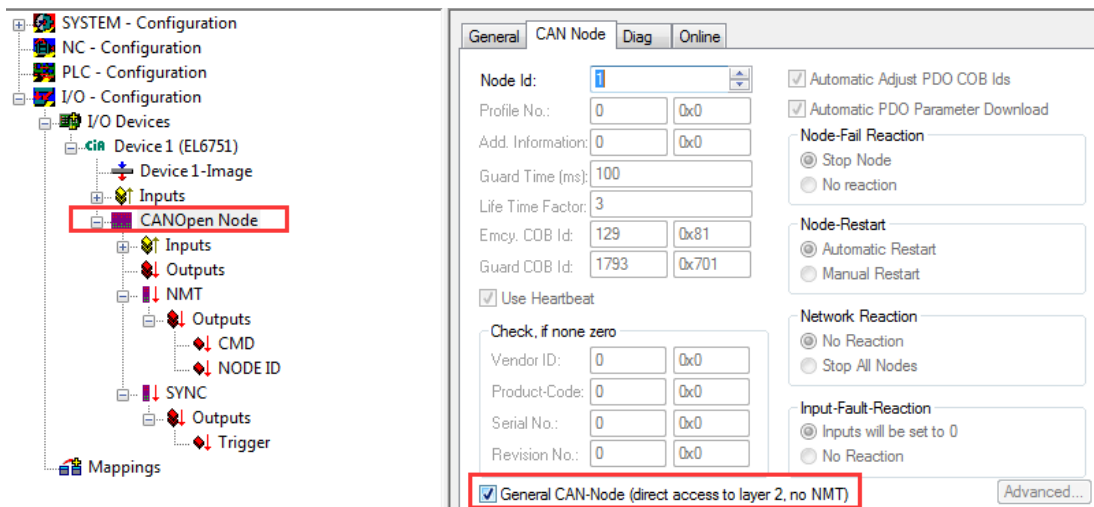 SYSTEM - Configuration
NC - Configuration
PLC - Configuration
I/O - Configuration
I/O Devices
CiA Device 1 (EL6751)
Device 1-Image
Inputs
CANOpen Node
Inputs
Outputs
NMT
Outputs
CMD
NODE ID
SYNC
Outputs
Trigger
Mappings
General CAN Node Diag Online
Node Id: 1
Profile No.: 0 0x0
Add. Information: 0 0x0
Guard Time (ms): 100
Life Time Factor: 3
Emcy. COB Id: 129 0x81
Guard COB Id: 1793 0x701
Use Heartbeat
Check, if none zero
Vendor ID: 0 0x0
Product-Code: 0 0x0
Serial No.: 0 0x0
Revision No.: 0 0x0
General CAN-Node (direct access to layer 2, no NMT)
Automatic Adjust PDO COB Ids
Automatic PDO Parameter Download
Node-Fail Reaction
Stop Node
No reaction
Node-Restart
Automatic Restart
Manual Restart
Network Reaction
No Reaction
Stop All Nodes
Input-Fault-Reaction
Inputs will be set to 0
No Reaction
Advanced...